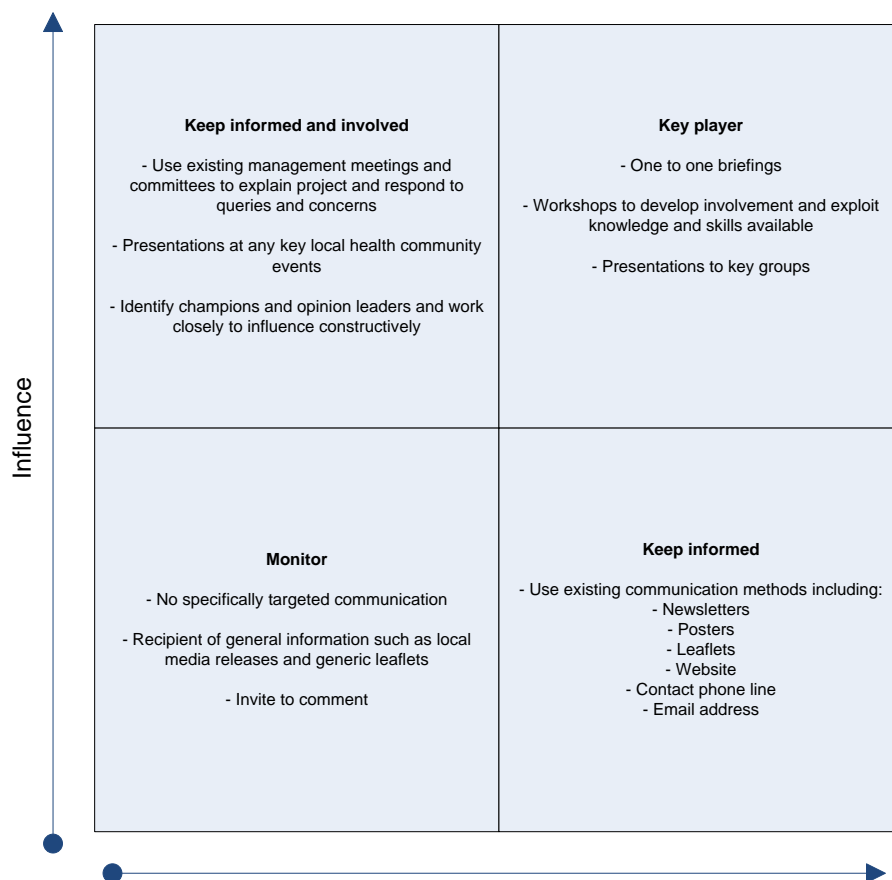 Influence
Keep informed and involved
- Use existing management meetings and
committees to explain project and respond to
queries and concerns
- Presentations at any key local health community
events
- Identify champions and opinion leaders and work
closely to influence constructively
Key player
- One to one briefings
- Workshops to develop involvement and exploit
knowledge and skills available
- Presentations to key groups
Monitor
- No specifically targeted communication
- Recipient of general information such as local
media releases and generic leaflets
- Invite to comment
Keep informed
- Use existing communication methods including:
- Newsletters
- Posters
- Leaflets
- Website
- Contact phone line
- Email address